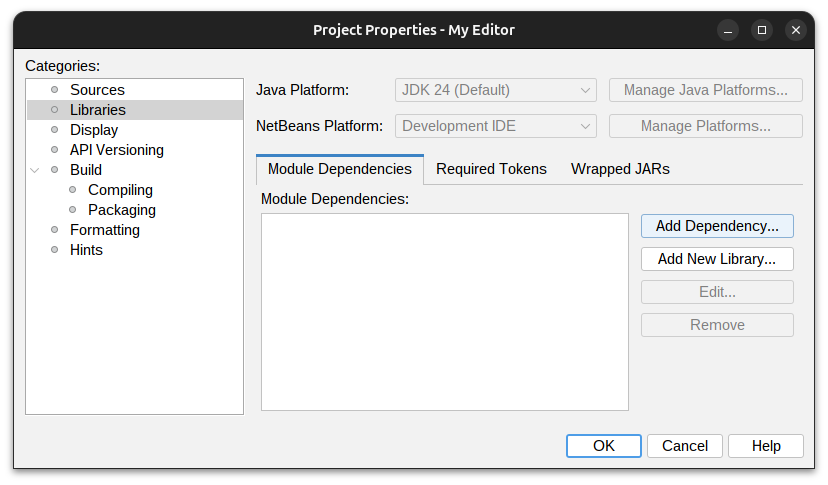 Project Properties - My Editor
Categories:
Sources
Libraries
Display
API Versioning
Build
Compiling
Packaging
Formatting
Hints
Java Platform: JDK 24 (Default) Manage Java Platforms...
NetBeans Platform: Development IDE Manage Platforms...
Module Dependencies Required Tokens Wrapped JARs
Module Dependencies:
Add Dependency...
Add New Library...
Edit...
Remove
OK Cancel Help